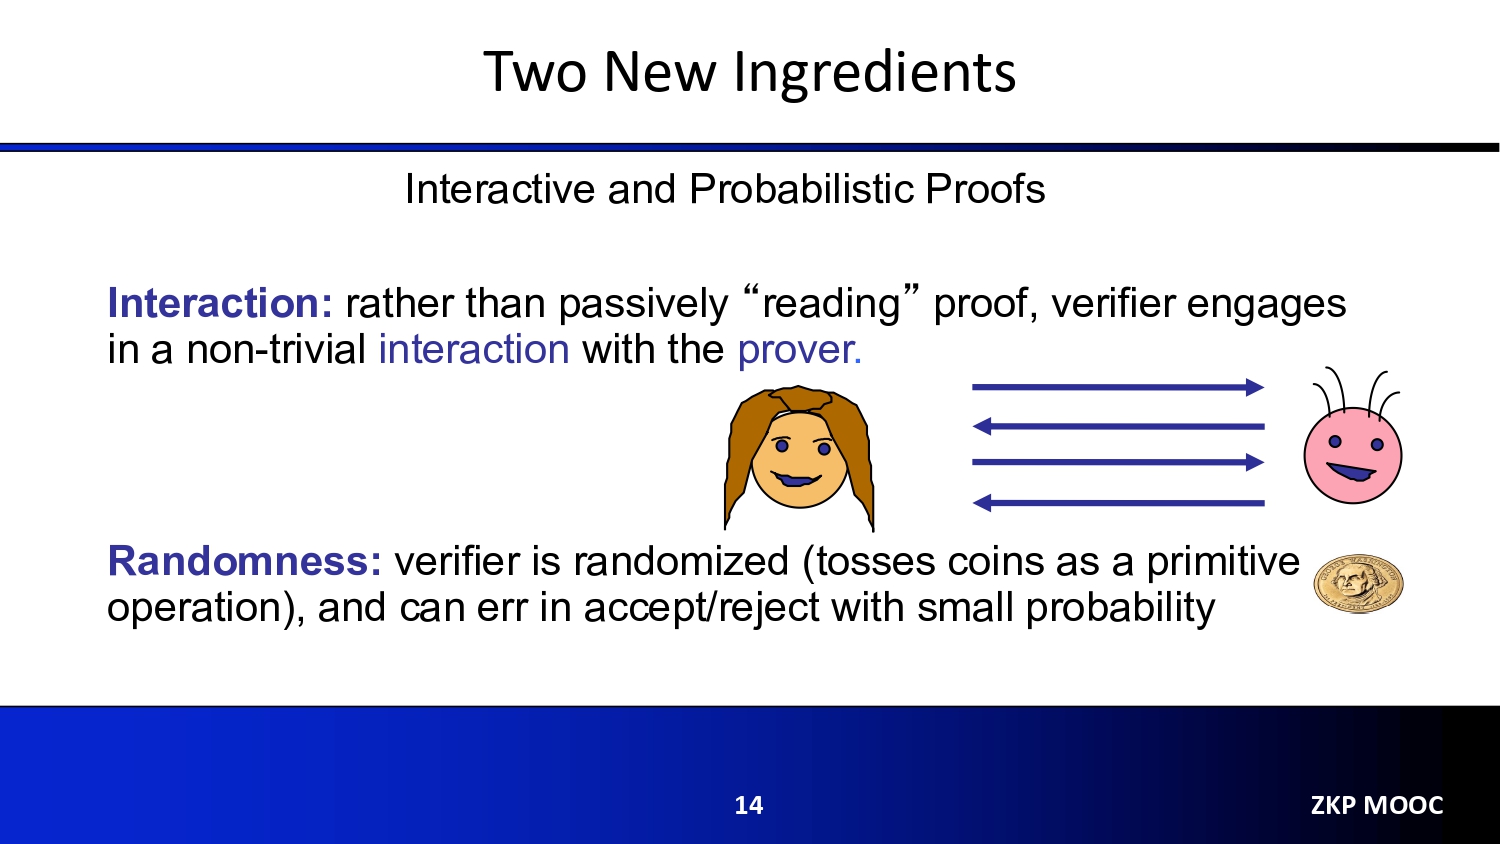 Two New Ingredients
Interactive and Probabilistic Proofs
Interaction: rather than passively “reading” proof, verifier engages
in a non-trivial interaction with the prover.
Randomness: verifier is randomized (tosses coins as a primitive
operation), and can err in accept/reject with small probability
14
ZKP MOOC